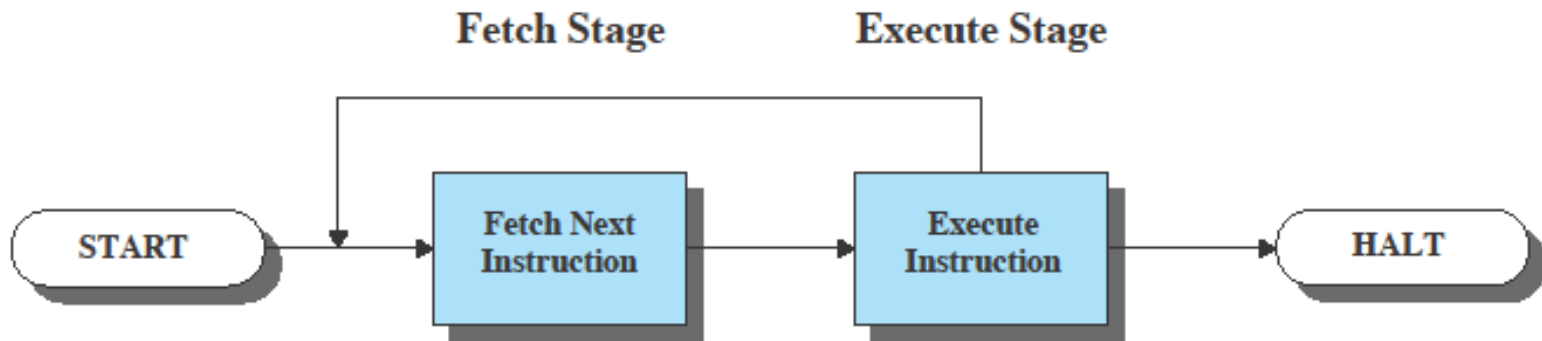 Fetch Stage
Execute Stage
START
Fetch Next
Instruction
Execute
Instruction
HALT